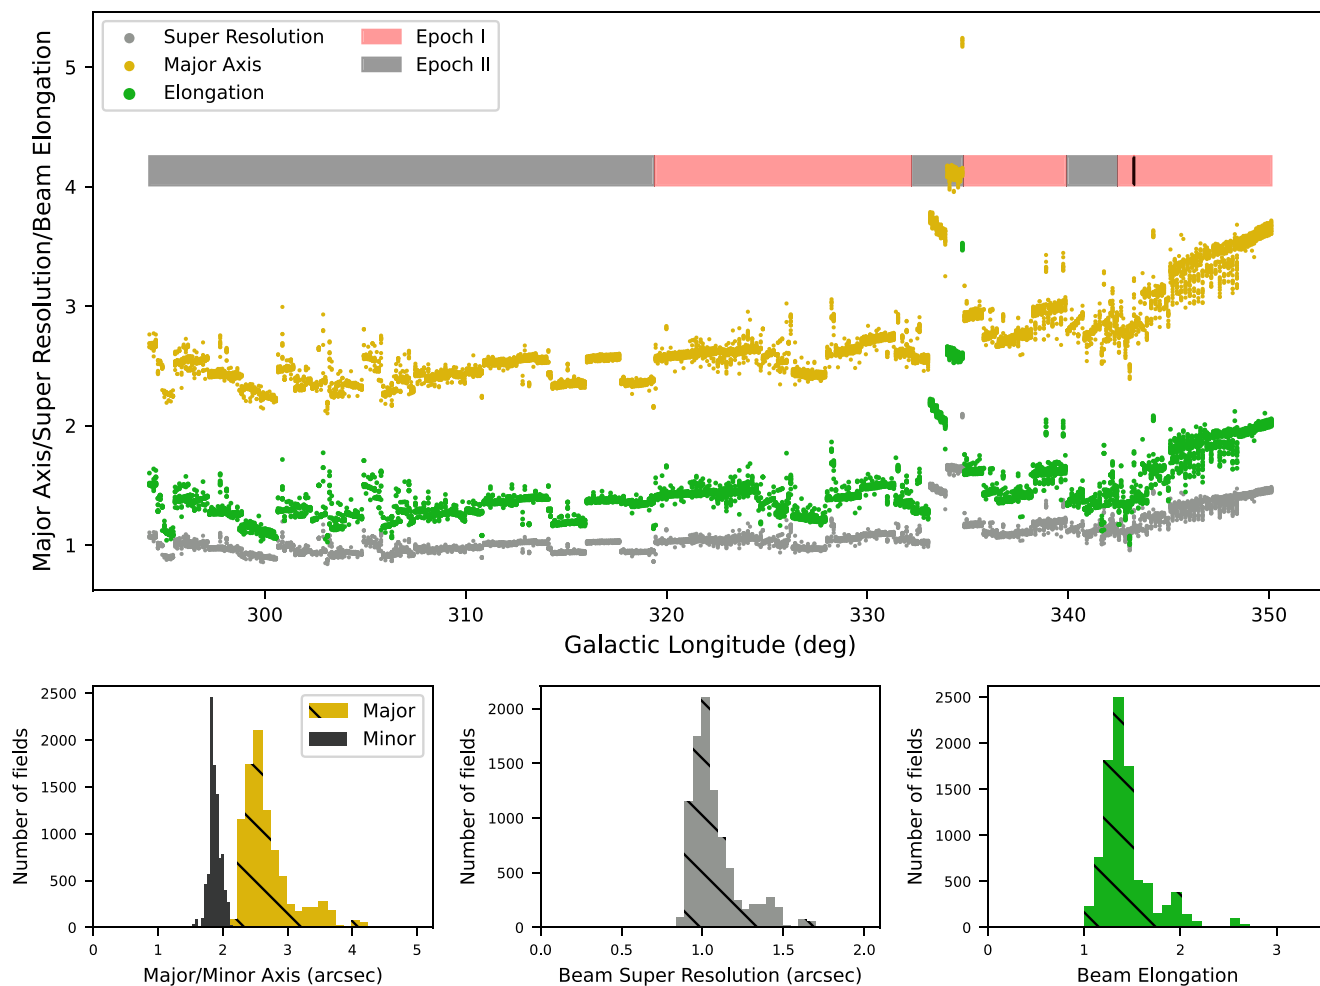 Major Axis/Super Resolution/Beam Elongation
Super Resolution
Major Axis
Elongation
Epoch I
Epoch II
5
4
3
2
1
300
310
320
330
340
350
Galactic Longitude (deg)
Number of fields
2500
2000
1500
1000
500
0
Major
Minor
0
1
2
3
4
5
Major/Minor Axis (arcsec)
Number of fields
2000
1500
1000
500
0
0.0
0.5
1.0
1.5
2.0
Beam Super Resolution (arcsec)
Number of fields
2500
2000
1500
1000
500
0
0
1
2
3
Beam Elongation